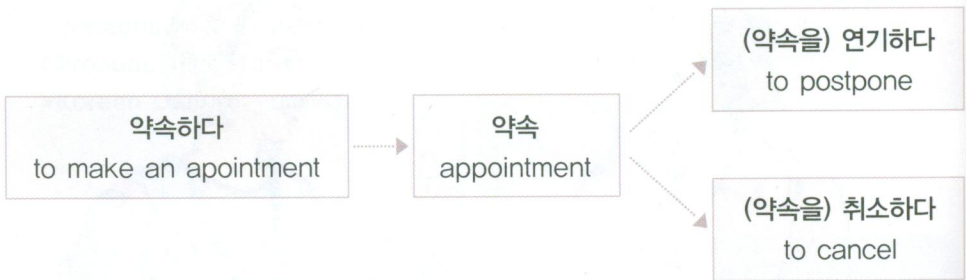 약속하다
to make an apointment
약속
appointment
(약속을) 연기하다
to postpone
(약속을) 취소하다
to cancel